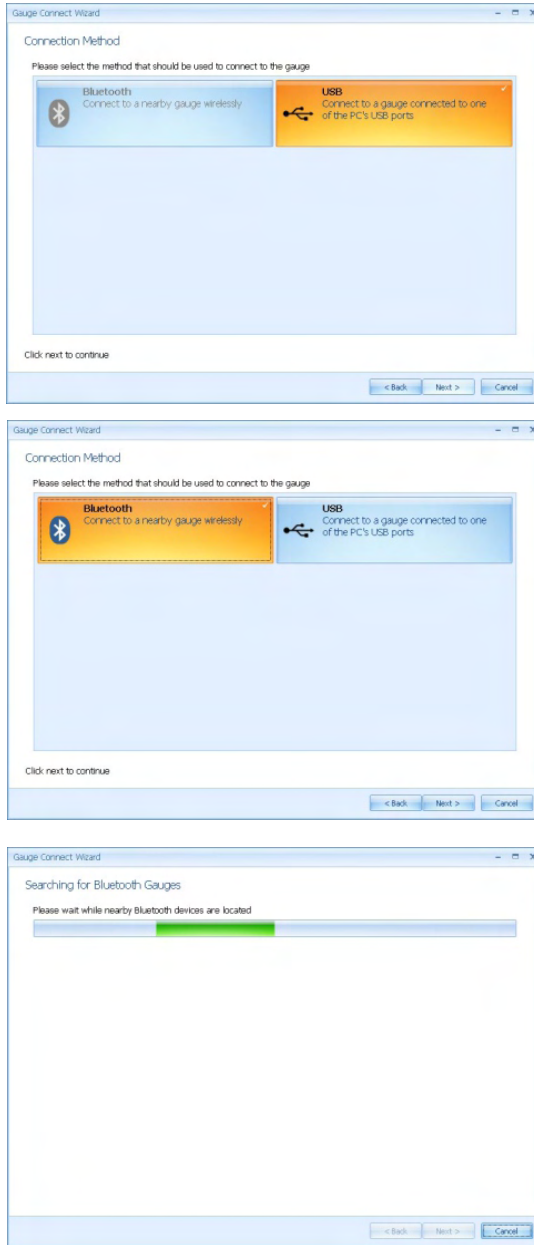 Gauge Connect Wizard
Connection Method
Please select the method that should be used to connect to the gauge
Bluetooth
Connect to a nearby gauge wirelessly
USB
Connect to a gauge connected to one
of the PC's USB ports
Click next to continue
< Back
Next >
Cancel
Gauge Connect Wizard
Connection Method
Please select the method that should be used to connect to the gauge
Bluetooth
Connect to a nearby gauge wirelessly
USB
Connect to a gauge connected to one
of the PC's USB ports
Click next to continue
< Back
Next >
Cancel
Gauge Connect Wizard
Searching for Bluetooth Gauges
Please wait while nearby Bluetooth devices are located
< Back
Next >
Cancel